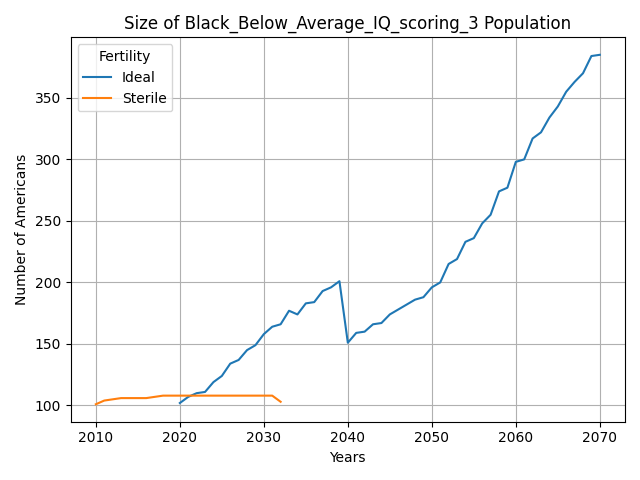 Size of Black_Below_Average_IQ_scoring_3 Population
Fertility
Ideal
Sterile
Number of Americans
350
300
250
200
150
100
2010 2020 2030 2040 2050 2060 2070
Years